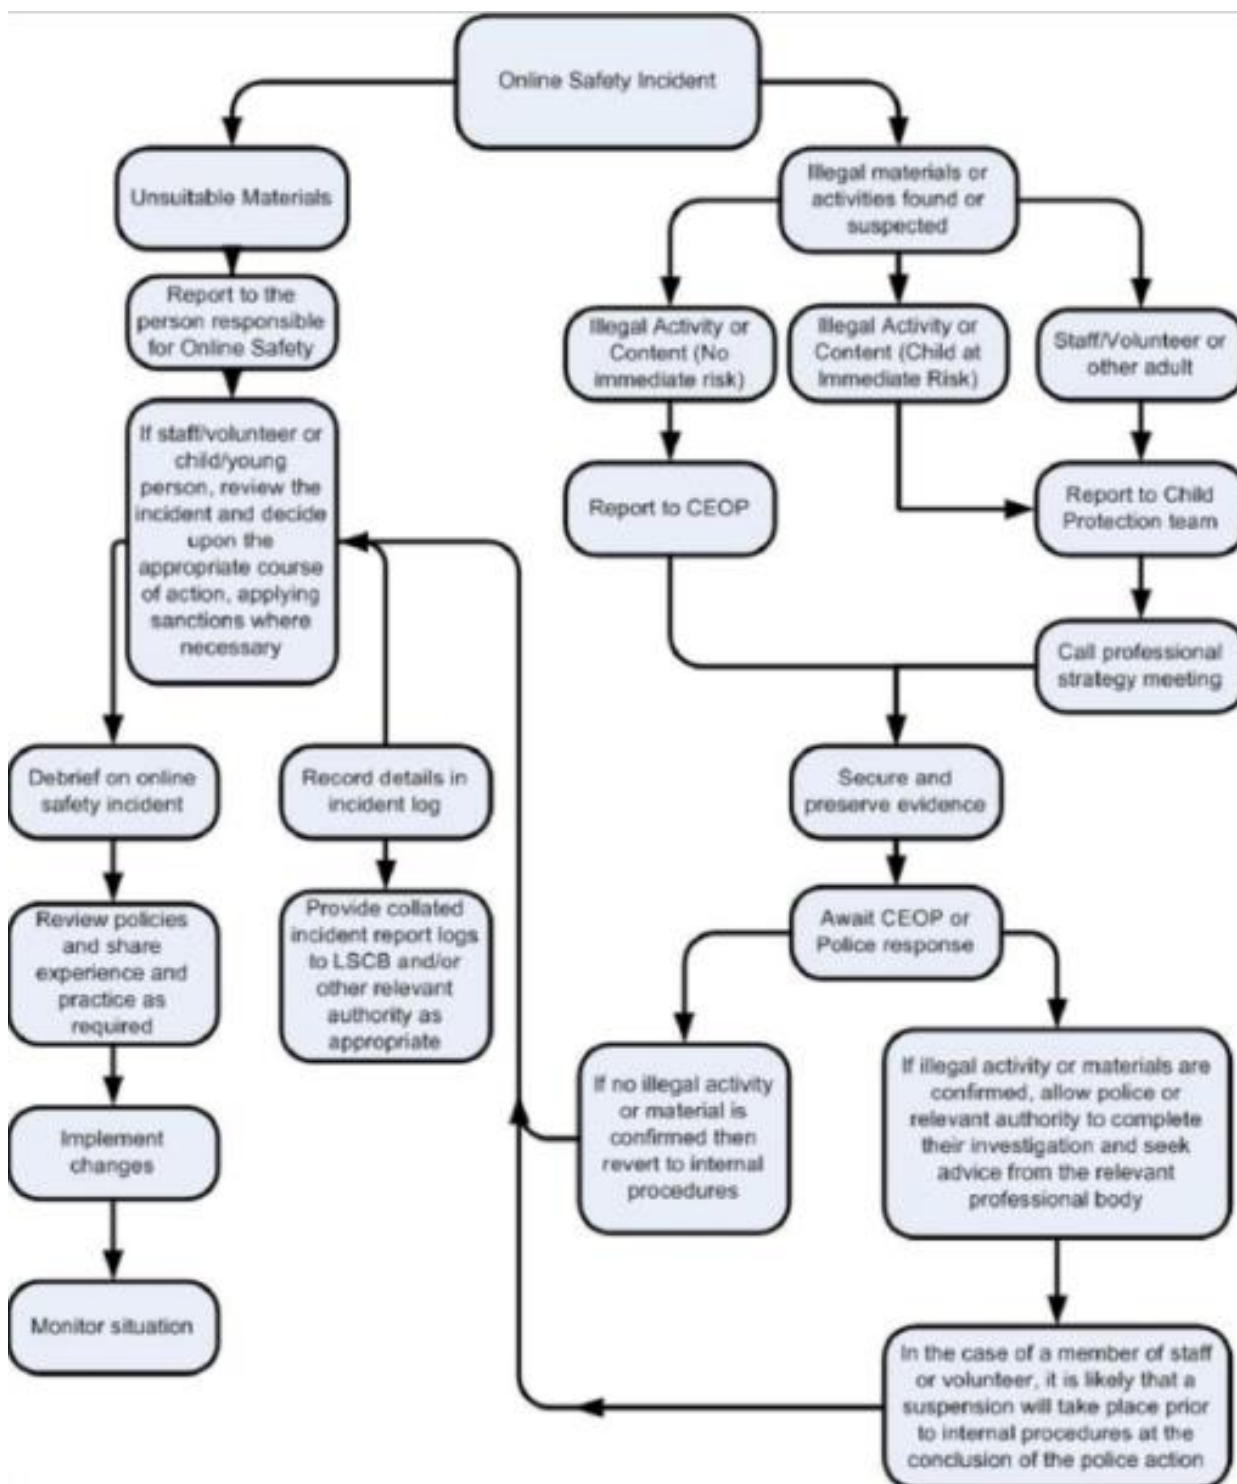 Online Safety Incident
Unsuitable Materials
Report to the
person responsible
for Online Safety
If staff/volunteer or
child/young
person, review the
incident and decide
upon the
appropriate course
of action, applying
sanctions where
necessary
Debrief on online
safety incident
Review policies
and share
experience and
practice as
required
Implement
changes
Monitor situation
Record details in
incident log
Provide collated
incident report logs
to LSCB and/or
other relevant
authority as
appropriate
Illegal materials or
activities found or
suspected
Illegal Activity or
Content (No
immediate risk)
Illegal Activity or
Content (Child at
Immediate Risk)
Staff/Volunteer or
other adult
Report to CEOP
Report to Child
Protection team
Call professional
strategy meeting
Secure and
preserve evidence
Await CEOP or
Police response
If no illegal activity
or material is
confirmed then
revert to internal
procedures
If illegal activity or materials are
confirmed, allow police or
relevant authority to complete
their investigation and seek
advice from the relevant
professional body
In the case of a member of staff
or volunteer, it is likely that a
suspension will take place prior
to internal procedures at the
conclusion of the police action